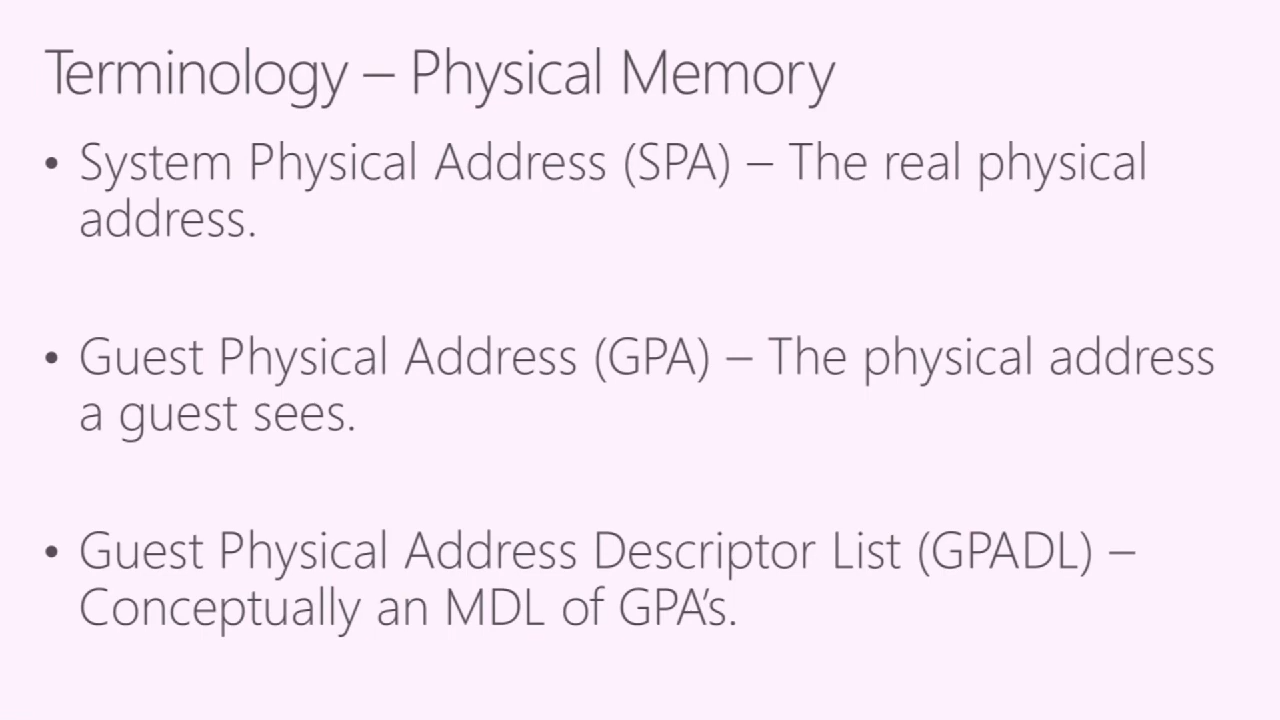 Terminology – Physical Memory
• System Physical Address (SPA) – The real physical
address.
• Guest Physical Address (GPA) – The physical address
a guest sees.
• Guest Physical Address Descriptor List (GPADL) –
Conceptually an MDL of GPA's.